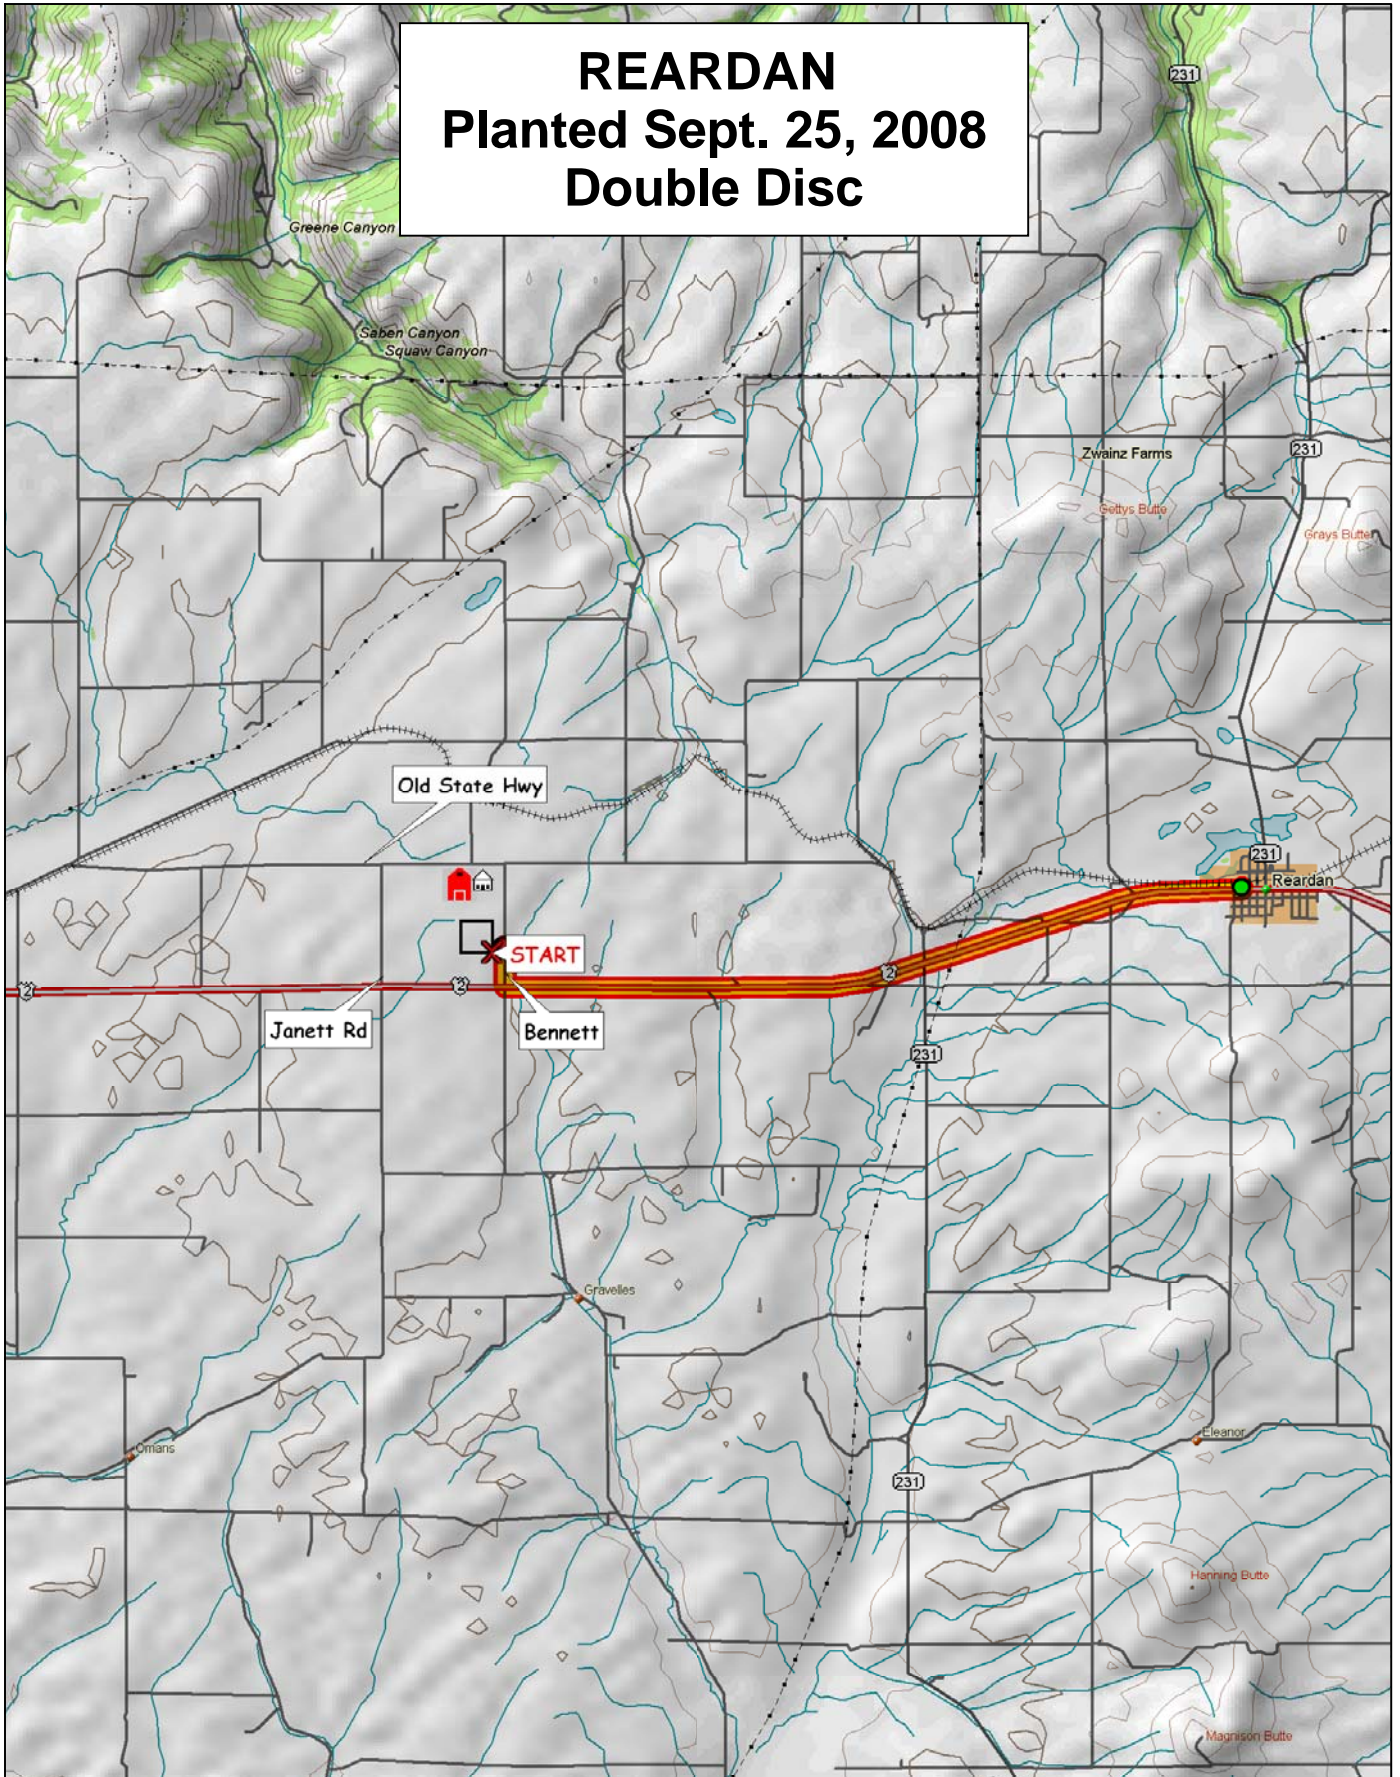 REARDAN
Planted Sept. 25, 2008
Double Disc
231
Greene Canyon
Saben Canyon
Squaw Canyon
Zwainz Farms
231
Gettys Butte
Grays Butte
Old State Hwy
231
Reardan
START
2
2
2
Janett Rd
Bennett
231
Gravelles
Omans
Eleanor
231
Hanning Butte
Magnison Butte